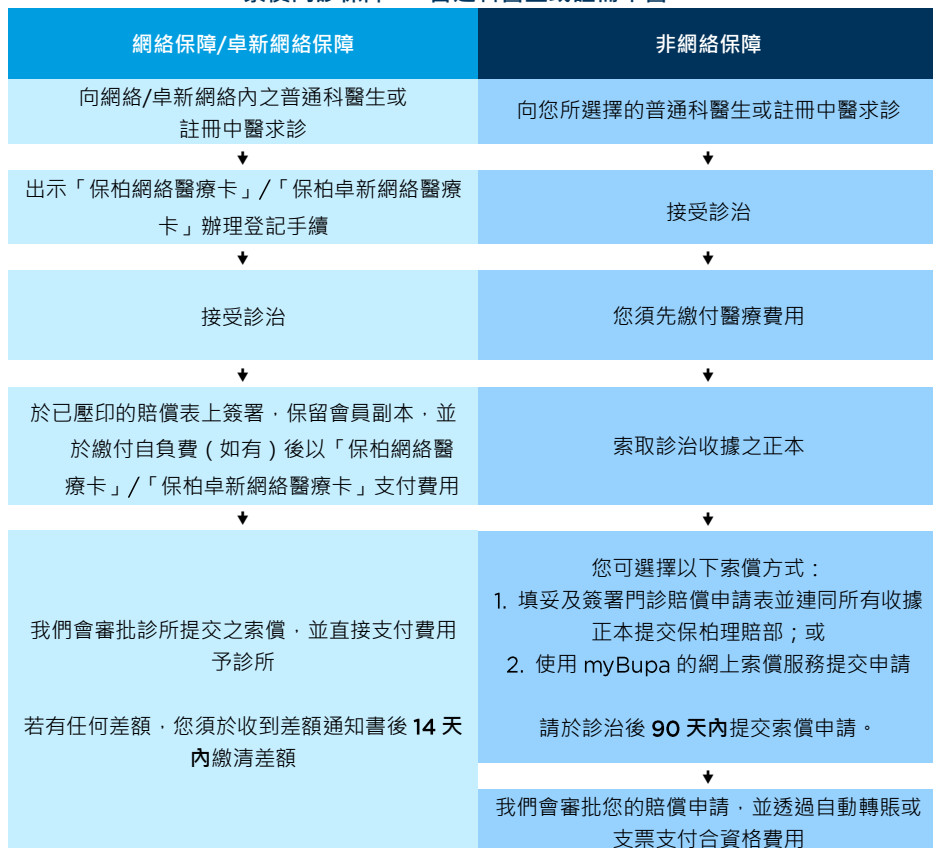 網絡保障/卓新網絡保障
向網絡/卓新網絡內之普通科醫生或
註冊中醫求診
出示「保柏網絡醫療卡」/「保柏卓新網絡醫療
卡」辦理登記手續
接受診治
於已壓印的賠償表上簽署，保留會員副本，並
於繳付自負費（如有）後以「保柏網絡醫
療卡」/「保柏卓新網絡醫療卡」支付費用
我們會審批診所提交之索償，並直接支付費用
予診所
若有任何差額，您須於收到差額通知書後 14 天
內繳清差額
非網絡保障
向您所選擇的普通科醫生或註冊中醫求診
接受診治
您須先繳付醫療費用
索取診治收據之正本
您可選擇以下索償方式：
1. 填妥及簽署門診賠償申請表並連同所有收據
正本提交保柏理賠部；或
2. 使用 myBupa 的網上索償服務提交申請
請於診治後 90 天內提交索償申請。
我們會審批您的賠償申請，並透過自動轉賬或
支票支付合資格費用